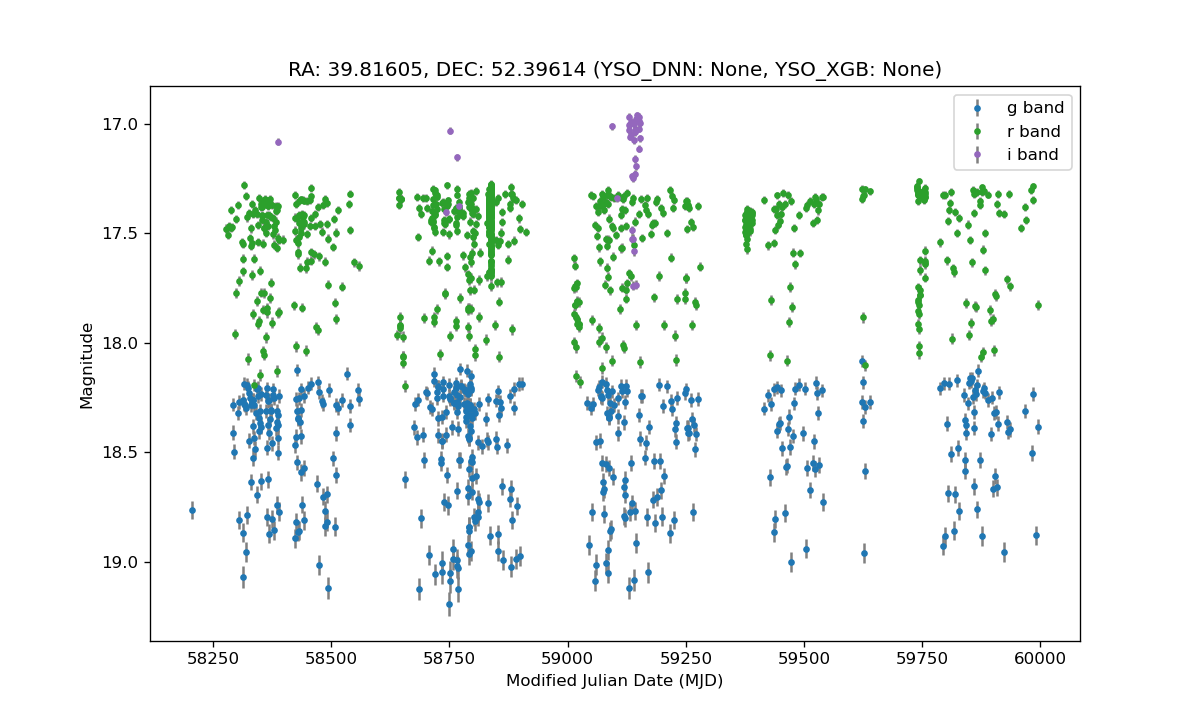 RA: 39.81605, DEC: 52.39614 (YSO_DNN: None, YSO_XGB: None)
g band
r band
i band
17.0
17.5
18.0
18.5
19.0
Magnitude
58250 58500 58750 59000 59250 59500 59750 60000
Modified Julian Date (MJD)